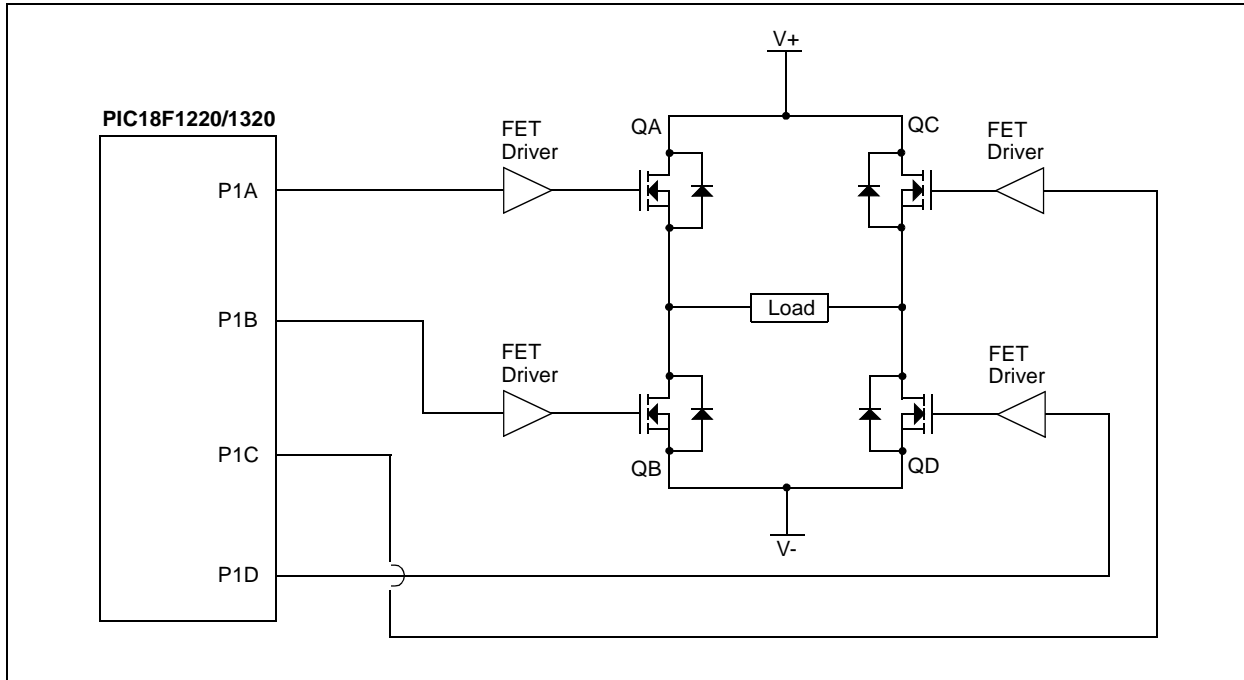 V+
PIC18F1220/1320
P1A
P1B
P1C
P1D
FET
Driver
QA
QC
FET
Driver
Load
FET
Driver
QB
QD
FET
Driver
V-